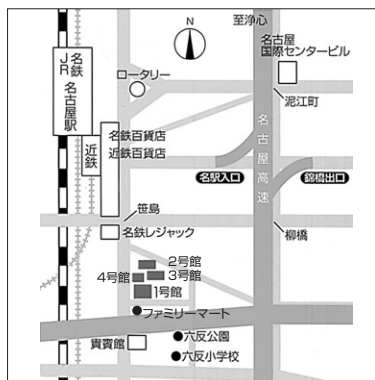 N
至浄心
名古屋
国際センタービル
名鉄
JR
名古屋駅
ロータリー
泥江町
名鉄百貨店
近鉄百貨店
近鉄
名古屋高速
名駅入口
錦橋出口
笹島
名鉄レジャック
柳橋
2号館
3号館
4号館
1号館
ファミリーマート
貴賓館
六反公園
六反小学校